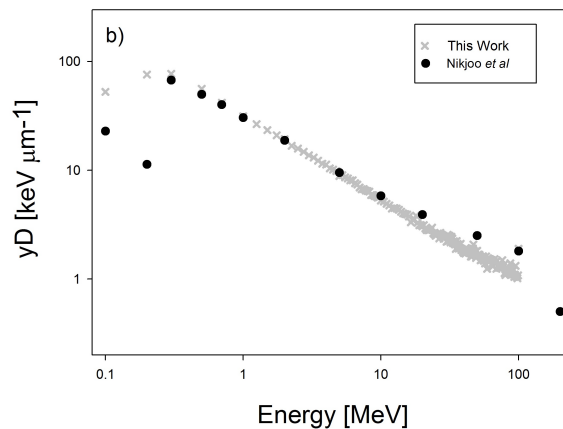 b)
This Work
Nikjoo et al
100
10
1
yD [keV µm-1]
0.1
1
10
100
Energy [MeV]